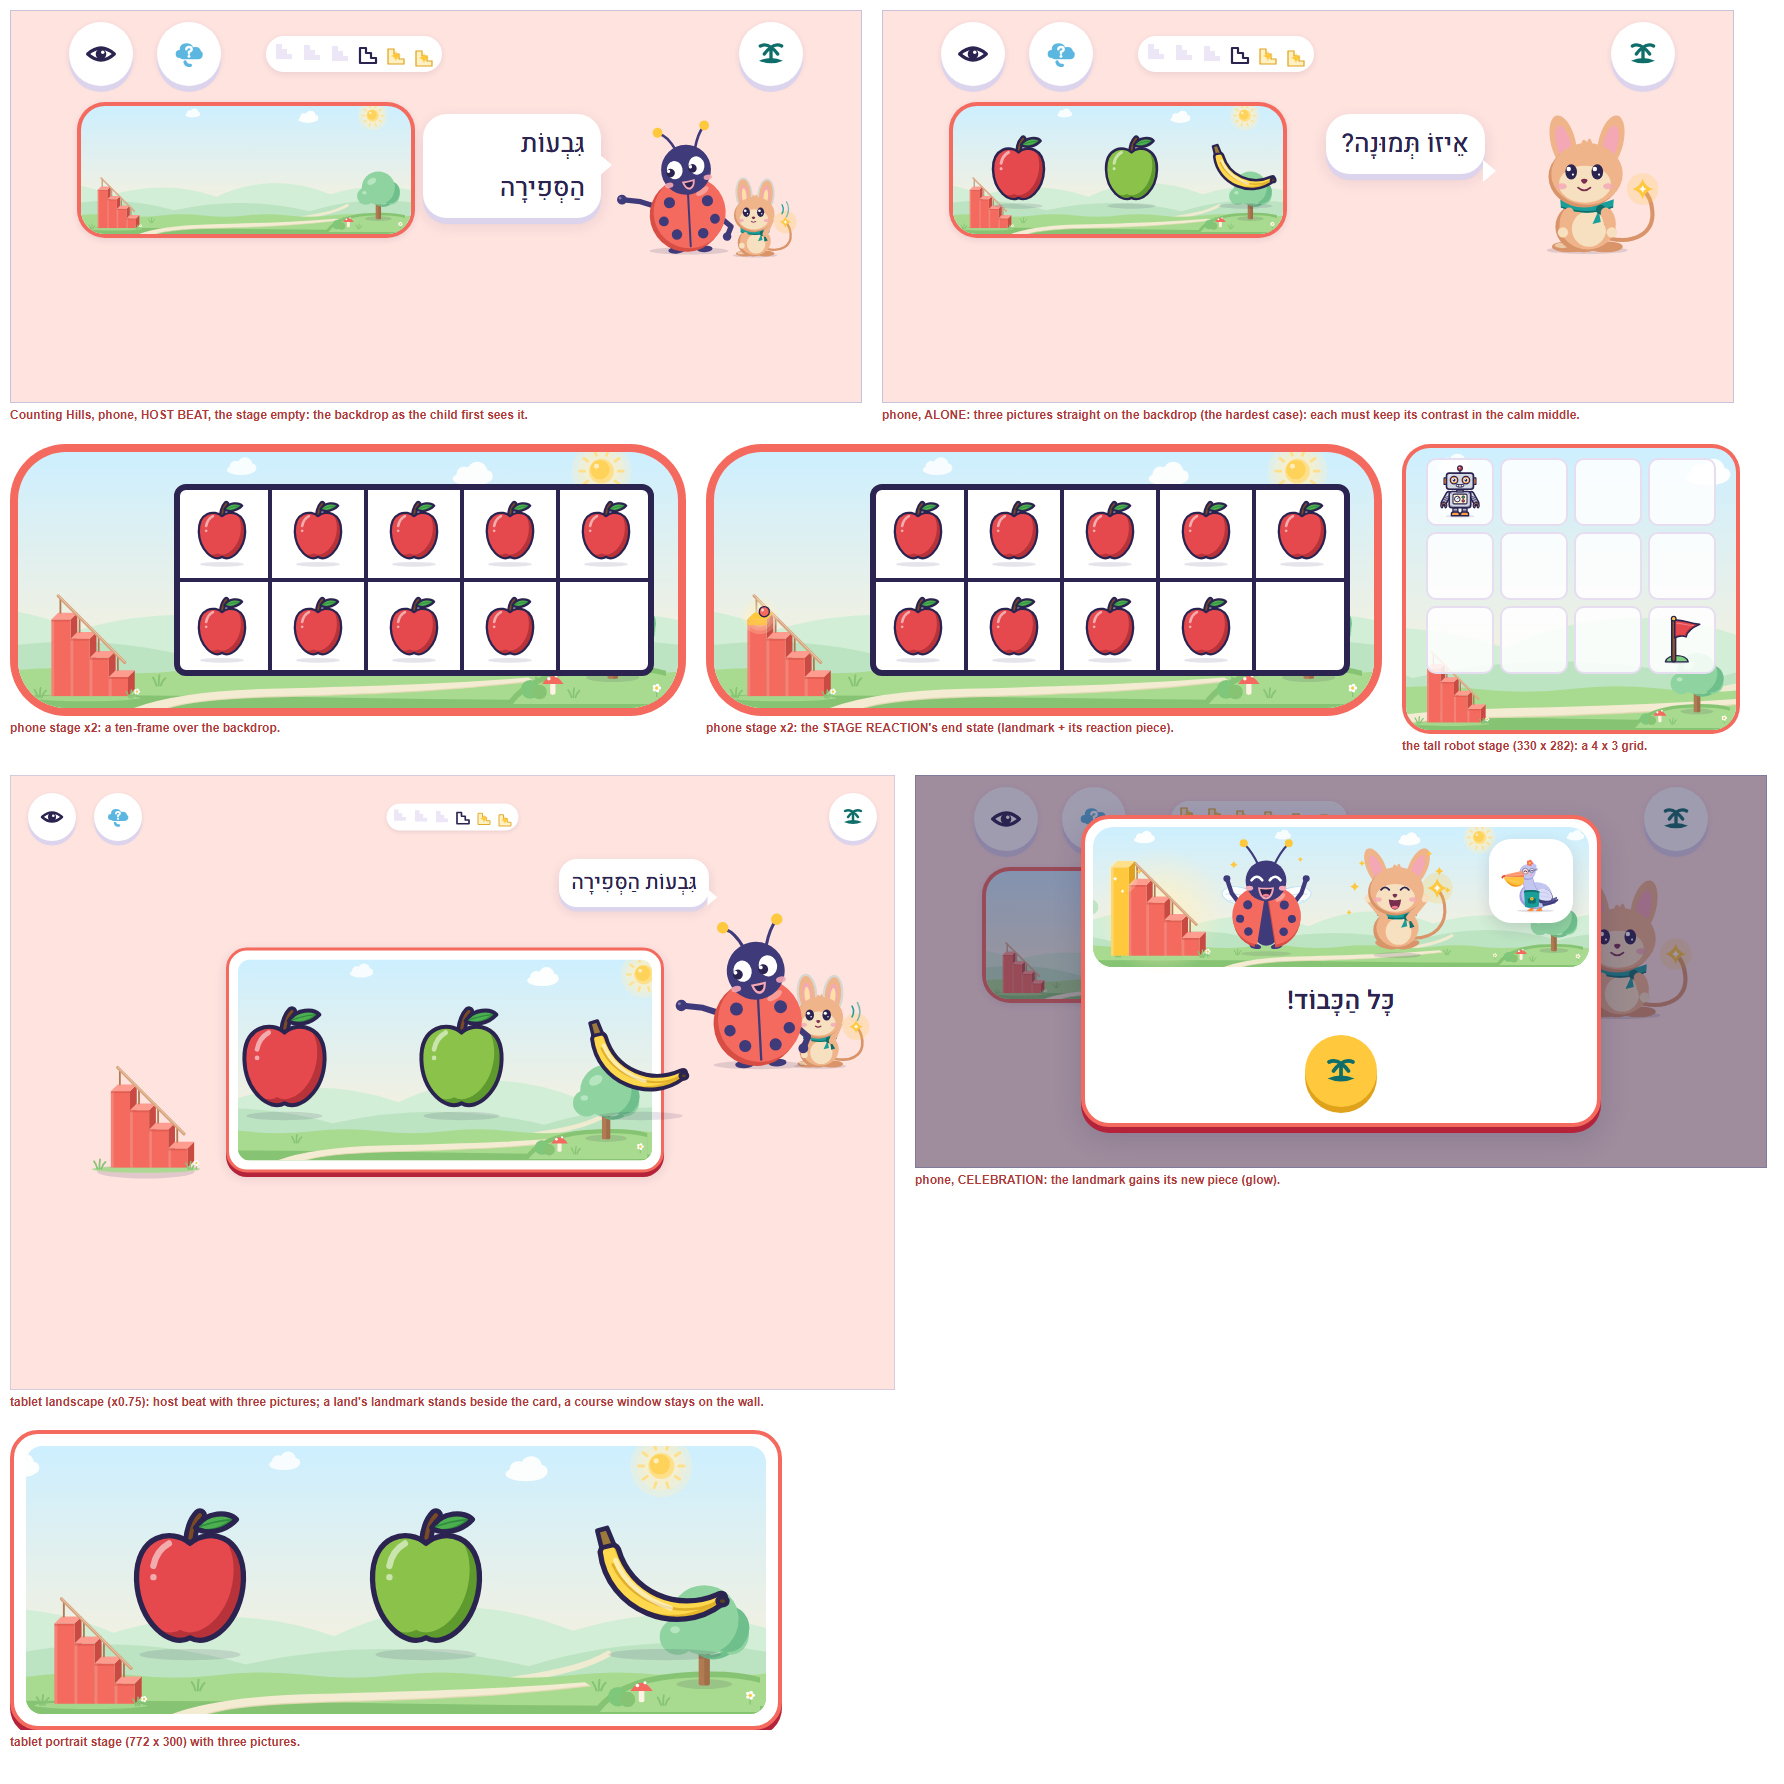 גִּבְעוֹת
הַסְּפִירָה
אֵיזוֹ תְּמוּנָה?
Counting Hills, phone, HOST BEAT, the stage empty: the backdrop as the child first sees it.
phone, ALONE: three pictures straight on the backdrop (the hardest case): each must keep its contrast in the calm middle.
phone stage x2: a ten-frame over the backdrop.
phone stage x2: the STAGE REACTION's end state (landmark + its reaction piece).
the tall robot stage (330 x 282): a 4 x 3 grid.
גִּבְעוֹת הַסְּפִירָה
כָּל הַכָּבוֹד!
phone, CELEBRATION: the landmark gains its new piece (glow).
tablet landscape (x0.75): host beat with three pictures; a land's landmark stands beside the card, a course window stays on the wall.
tablet portrait stage (772 x 300) with three pictures.